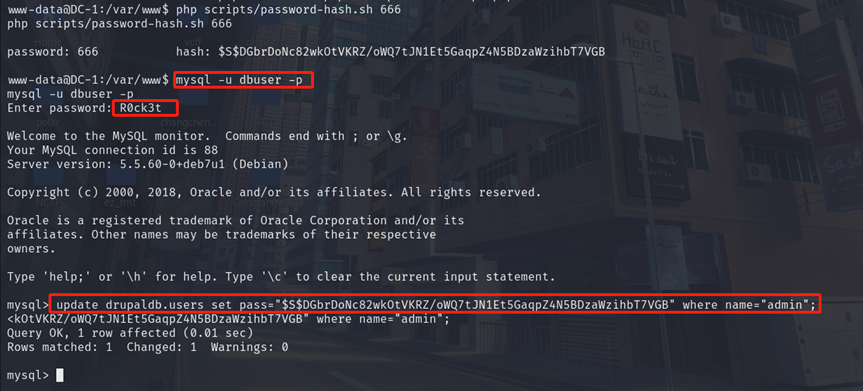 www-data@DC-1:/var/www$ php scripts/password-hash.sh 666
php scripts/password-hash.sh 666
password: 666 hash: $S$DGbrDoNc82wkOtVKRZ/oWQ7tJN1Et5GaqpZ4N5BDzaWzihbT7VGB
www-data@DC-1:/var/www$ mysql -u dbuser -p
mysql -u dbuser -p
Enter password: R0ck3t
Welcome to the MySQL monitor.  Commands end with ; or \g.
Your MySQL connection id is 88
Server version: 5.5.60-0+deb7u1 (Debian)
Copyright (c) 2000, 2018, Oracle and/or its affiliates. All rights reserved.
Oracle is a registered trademark of Oracle Corporation and/or its
affiliates. Other names may be trademarks of their respective
owners.
Type 'help;' or '\h' for help. Type '\c' to clear the current input statement.
mysql> update drupaldb.users set pass="$S$DGbrDoNc82wkOtVKRZ/oWQ7tJN1Et5GaqpZ4N5BDzaWzihbT7VGB" where name="admin";
<kOtVKRZ/oWQ7tJN1Et5GaqpZ4N5BDzaWzihbT7VGB" where name="admin";
Query OK, 1 row affected (0.01 sec)
Rows matched: 1  Changed: 1  Warnings: 0
mysql>